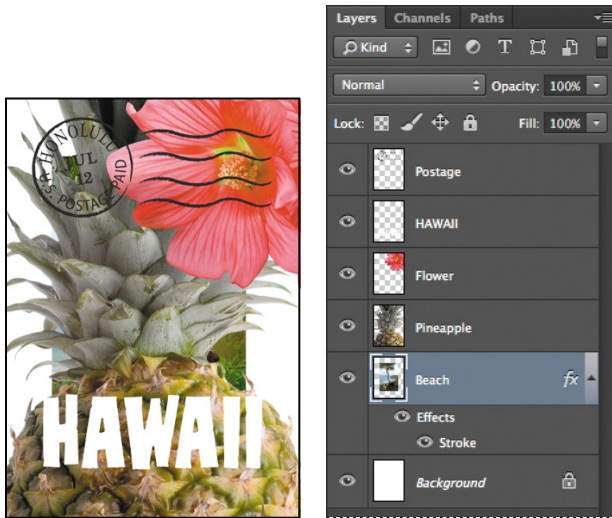 HONOLULU
JUL
12
U.S. POSTAGE PAID
HAWAII
Layers Channels Paths
Kind
Normal Opacity: 100%
Lock: Fill: 100%
Postage
HAWAII
Flower
Pineapple
Beach fx
Effects
Stroke
Background